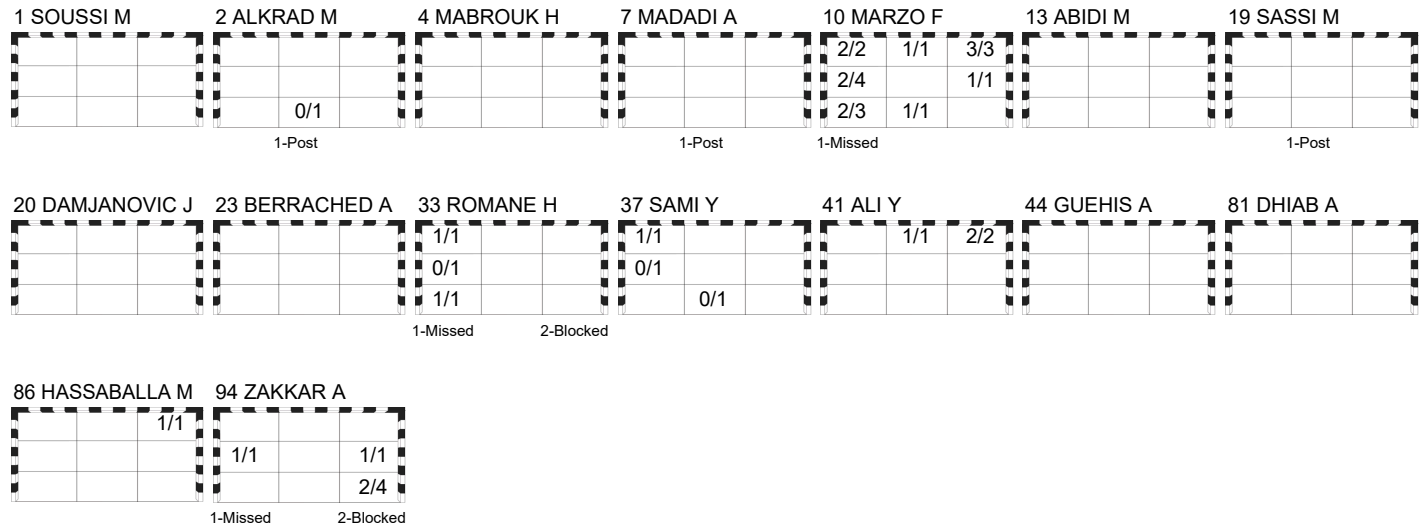 1 SOUSSI M 2 ALKRAD M 4 MABROUK H 7 MADADI A 10 MARZO F 13 ABIDI M 19 SASSI M
2/2 1/1 3/3
2/4 1/1
0/1 2/3 1/1
1-Post 1-Post 1-Missed 1-Post
20 DAMJANOVIC J 23 BERRACHED A 33 ROMANE H 37 SAMI Y 41 ALI Y 44 GUEHIS A 81 DHIAB A
1/1 1/1 1/1 2/2
0/1 0/1
1/1 0/1
1-Missed 2-Blocked
86 HASSABALLA M 94 ZAKKAR A
1/1
1/1 1/1
2/4
1-Missed 2-Blocked